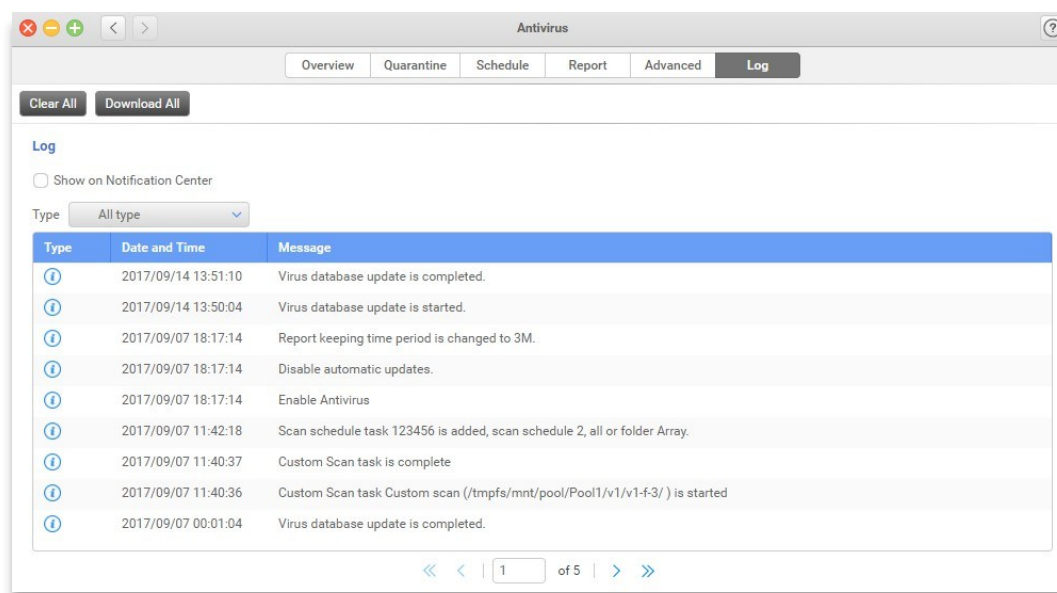 Antivirus
Overview Quarantine Schedule Report Advanced Log
Clear All Download All
Log
Show on Notification Center
Type All type
Type Date and Time Message
2017/09/14 13:51:10 Virus database update is completed.
2017/09/14 13:50:04 Virus database update is started.
2017/09/07 18:17:14 Report keeping time period is changed to 3M.
2017/09/07 18:17:14 Disable automatic updates.
2017/09/07 18:17:14 Enable Antivirus
2017/09/07 11:42:18 Scan schedule task 123456 is added, scan schedule 2, all or folder Array.
2017/09/07 11:40:37 Custom Scan task is complete
2017/09/07 11:40:36 Custom Scan task Custom scan (/tmpfs/mnt/pool/Pool1/v1/v1-f-3/ ) is started
2017/09/07 00:01:04 Virus database update is completed.
1 of 5